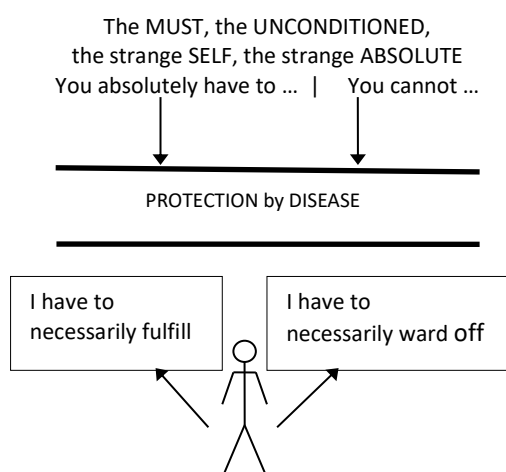 The MUST, the UNCONDITIONED,
the strange SELF, the strange ABSOLUTE
You absolutely have to … | You cannot …
PROTECTION by DISEASE
I have to
necessarily fulfill
I have to
necessarily ward off